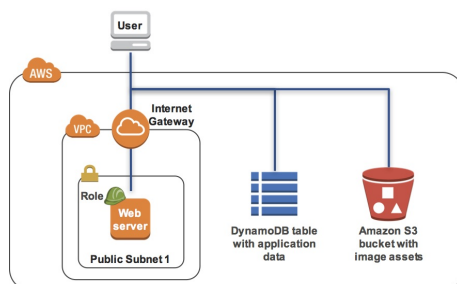 User
AWS
Internet
Gateway
VPC
Role
Web
server
Public Subnet 1
DynamoDB table
with application
data
Amazon S3
bucket with
image assets